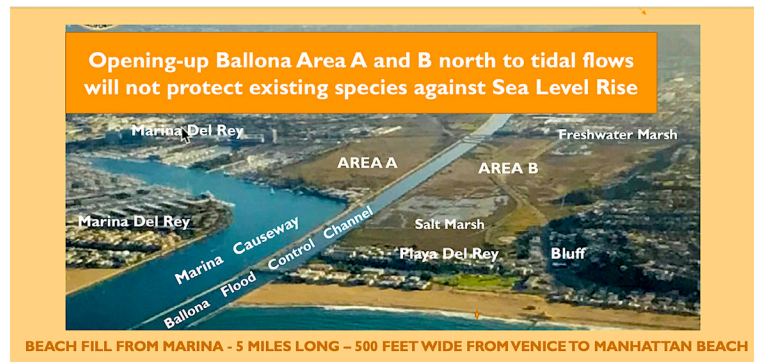 Opening-up Ballona Area A and B north to tidal flows
will not protect existing species against Sea Level Rise
Marina Del Rey
Freshwater Marsh
AREA A
AREA B
Marina Del Rey
Salt Marsh
Marina Causeway
Ballona Flood Control Channel
Playa Del Rey
Bluff
BEACH FILL FROM MARINA - 5 MILES LONG – 500 FEET WIDE FROM VENICE TO MANHATTAN BEACH